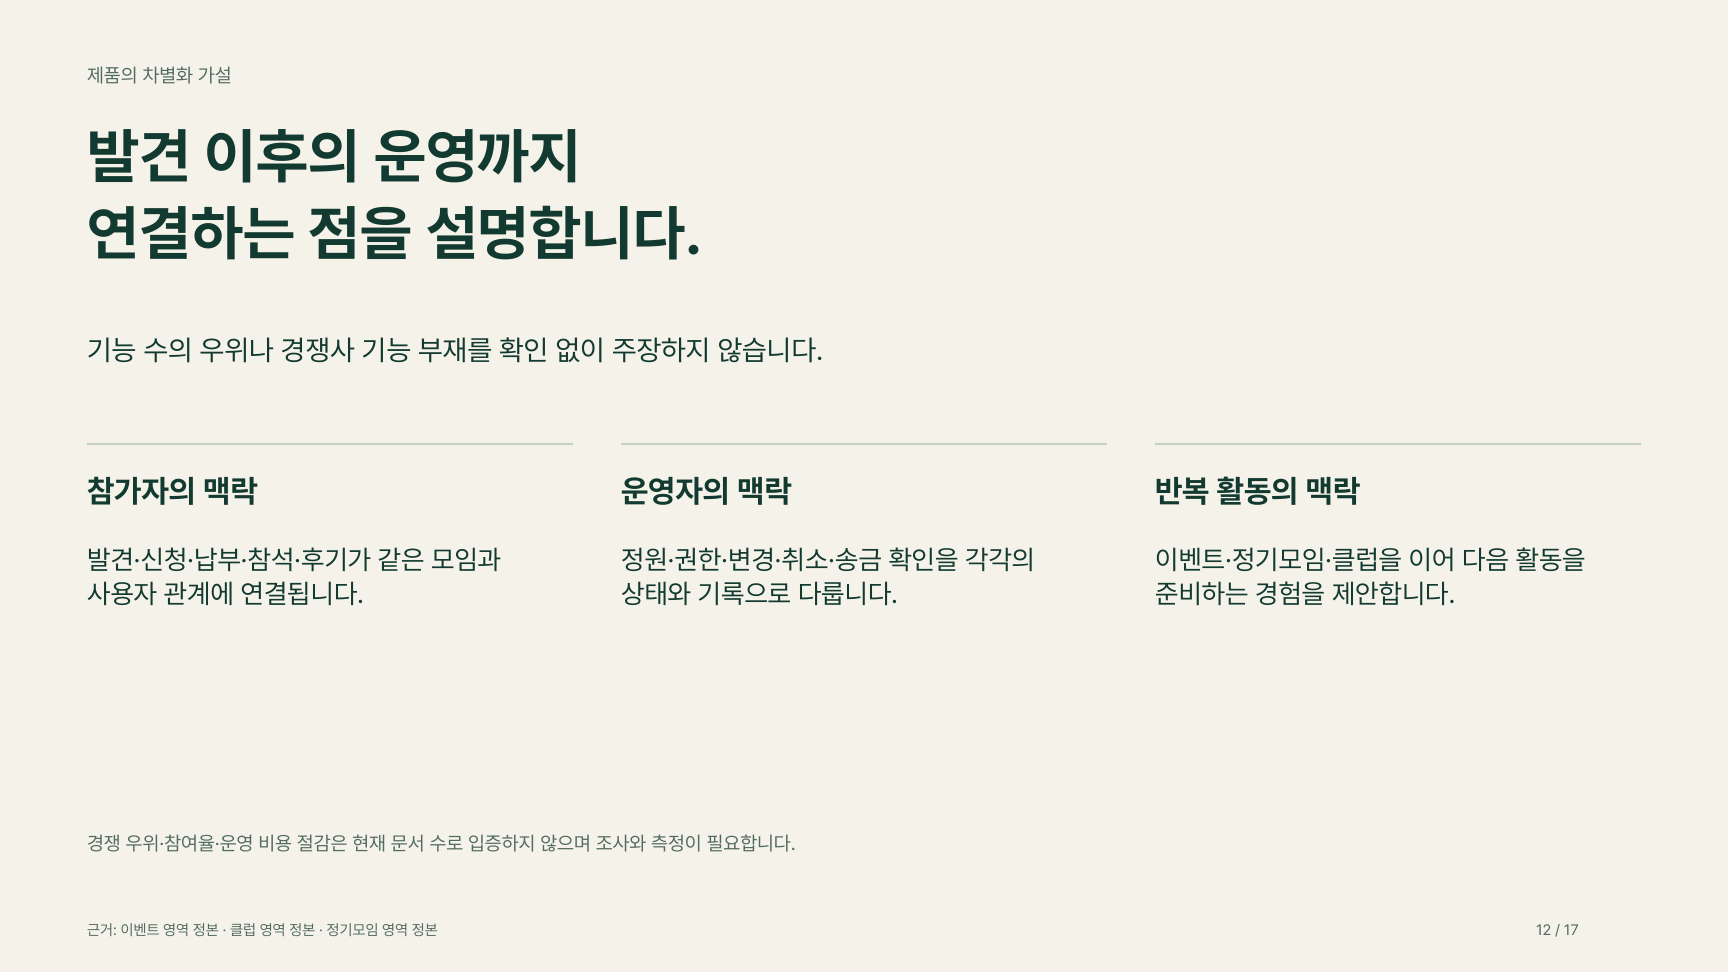 제품의 차별화 가설
발견 이후의 운영까지
연결하는 점을 설명합니다.
기능 수의 우위나 경쟁사 기능 부재를 확인 없이 주장하지 않습니다.
참가자의 맥락
발견·신청·납부·참석·후기가 같은 모임과
사용자 관계에 연결됩니다.
운영자의 맥락
정원·권한·변경·취소·송금 확인을 각각의
상태와 기록으로 다룹니다.
반복 활동의 맥락
이벤트·정기모임·클럽을 이어 다음 활동을
준비하는 경험을 제안합니다.
경쟁 우위·참여율·운영 비용 절감은 현재 문서 수로 입증하지 않으며 조사와 측정이 필요합니다.
근거: 이벤트 영역 정본 · 클럽 영역 정본 · 정기모임 영역 정본
12 / 17